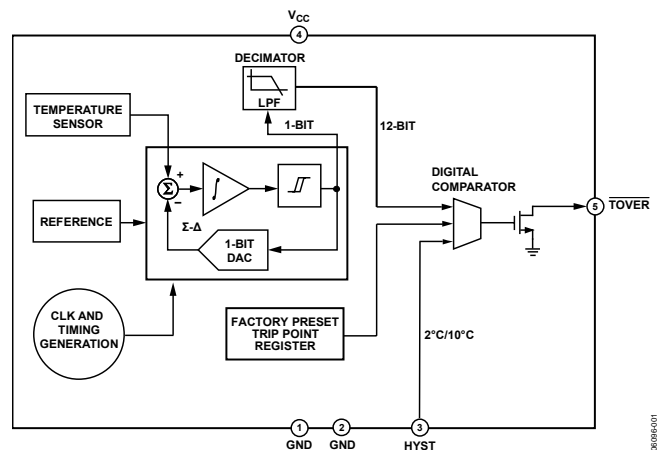 VCC
4
DECIMATOR
LPF
TEMPERATURE
SENSOR
1-BIT
12-BIT
+
Σ
−
∫
DIGITAL
COMPARATOR
5
TOVER
REFERENCE
Σ-Δ
1-BIT
DAC
CLK AND
TIMING
GENERATION
FACTORY PRESET
TRIP POINT
REGISTER
2°C/10°C
1
2
3
GND
GND
HYST
06096-001